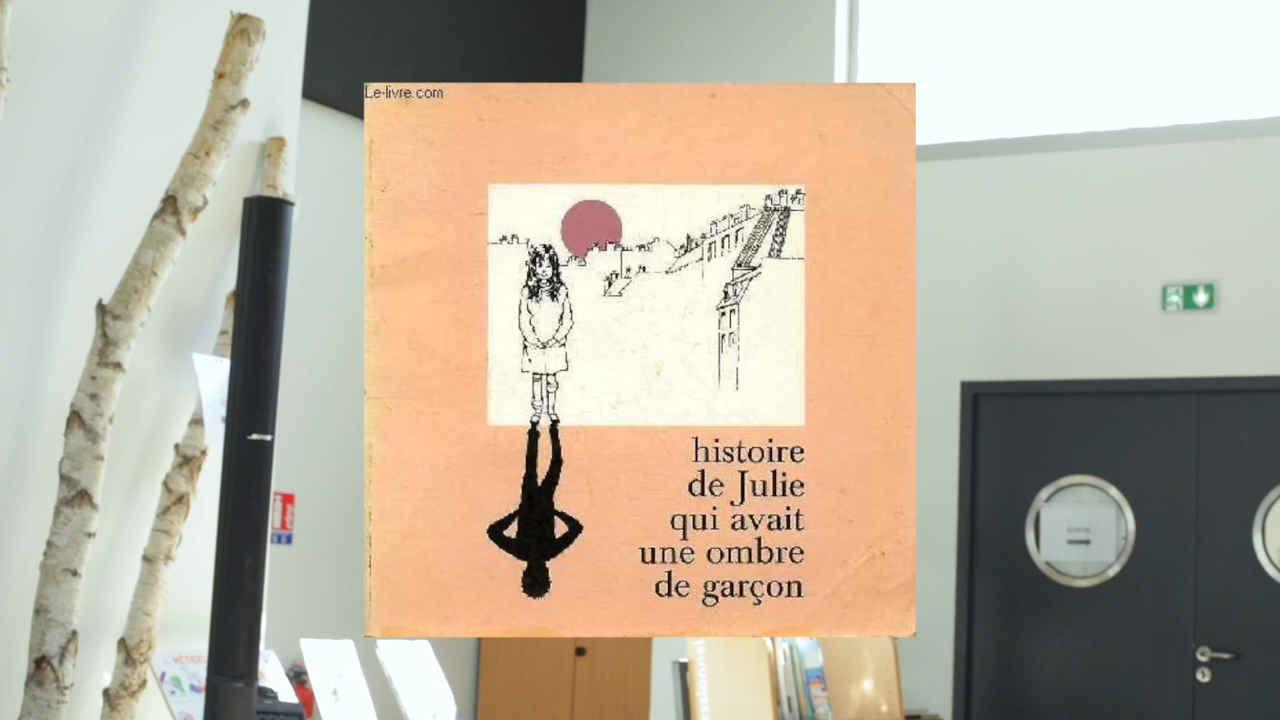 Le-livre.com
histoire
de Julie
qui avait
une ombre
de garçon